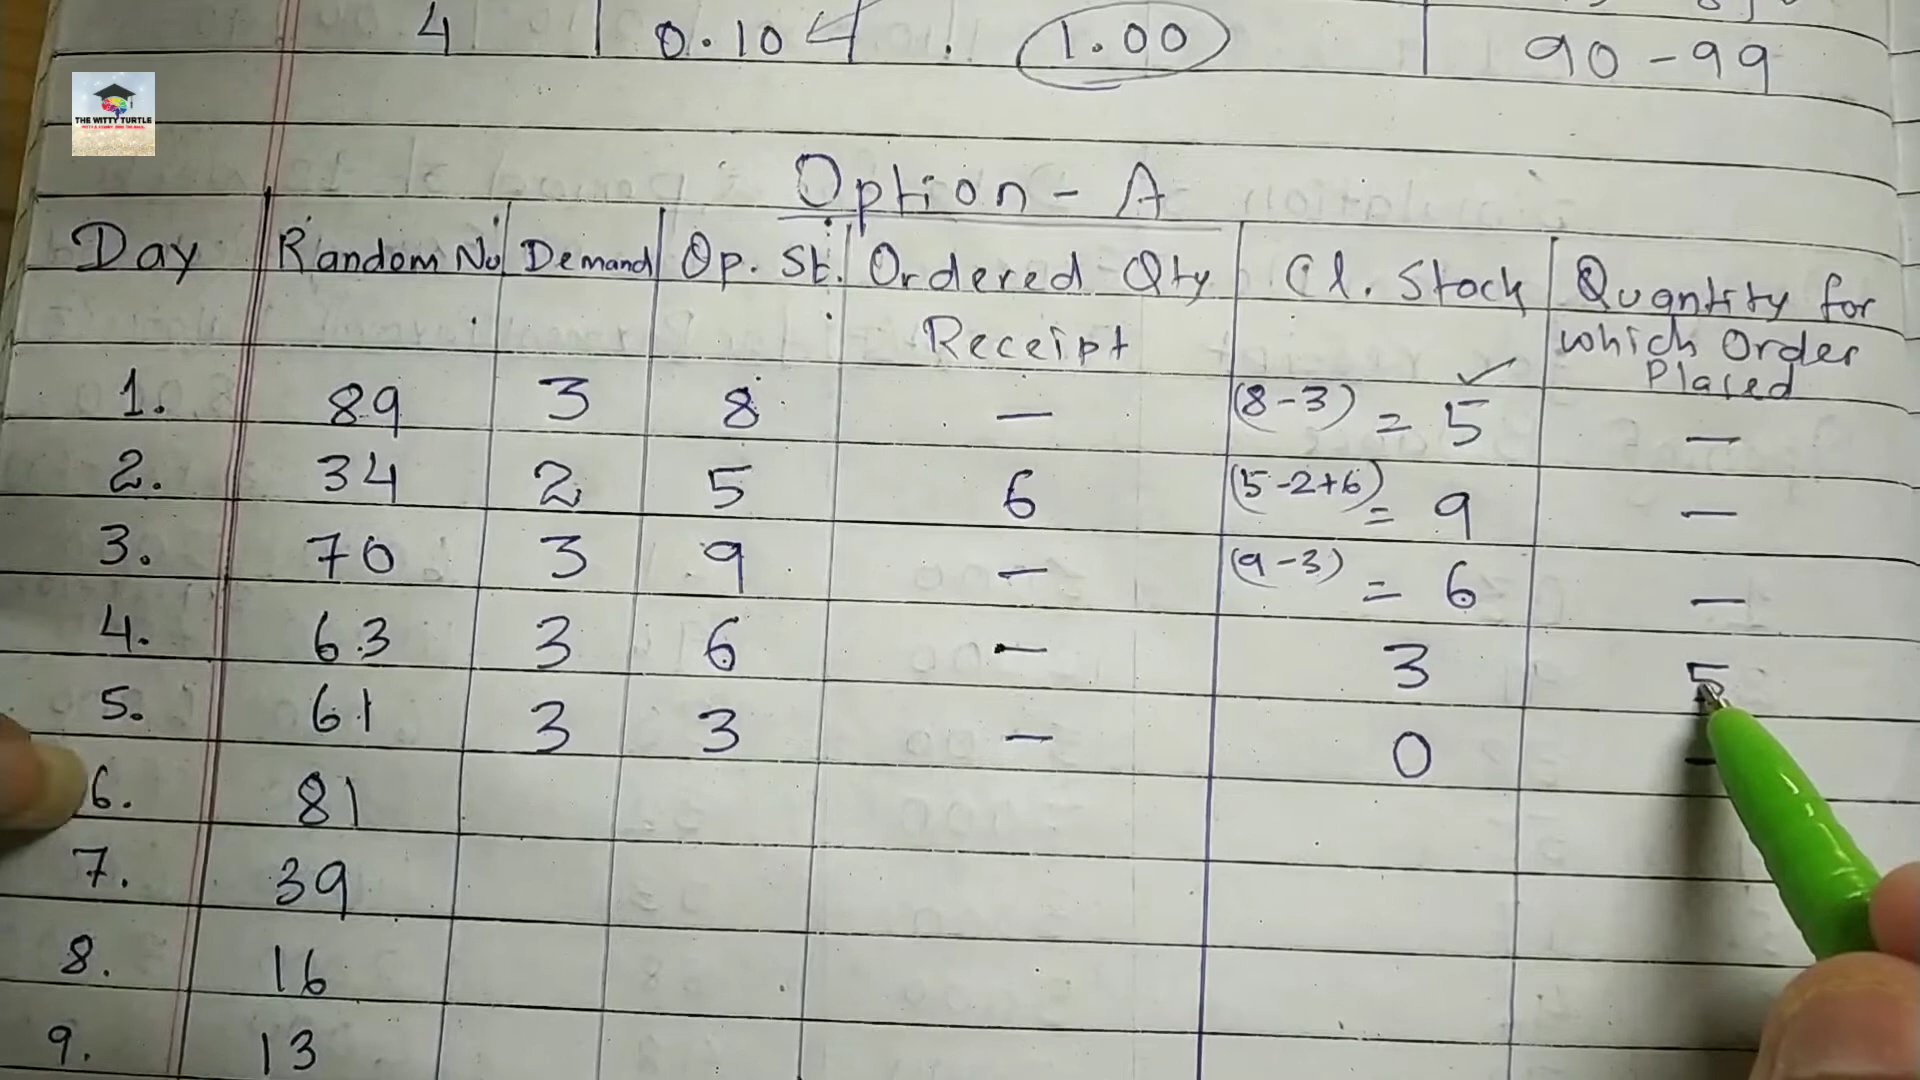 4 0.10 1.00 90-99
THE WITTY TURTLE
Option - A
Day Random No Demand Op. St. Ordered Qty Receipt Cl. Stock Quantity for which Order Placed
1. 89 3 8 — (8-3) = 5 —
2. 34 2 5 6 (5-2+6) = 9 —
3. 70 3 9 — (9-3) = 6 —
4. 63 3 6 — 3 5
5. 61 3 3 — 0 —
6. 81
7. 39
8. 16
9. 13